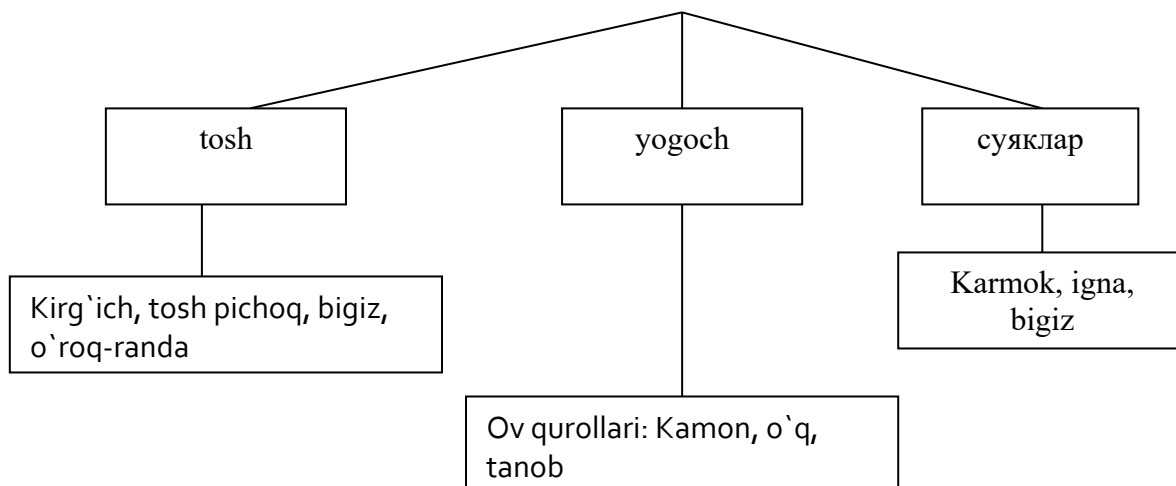 tosh
yogoch
суяклар
Kirg`ich, tosh pichoq, bigiz,
o`roq-randa
Karmok, igna,
bigiz
Ov qurollari: Kamon, o`q,
tanob